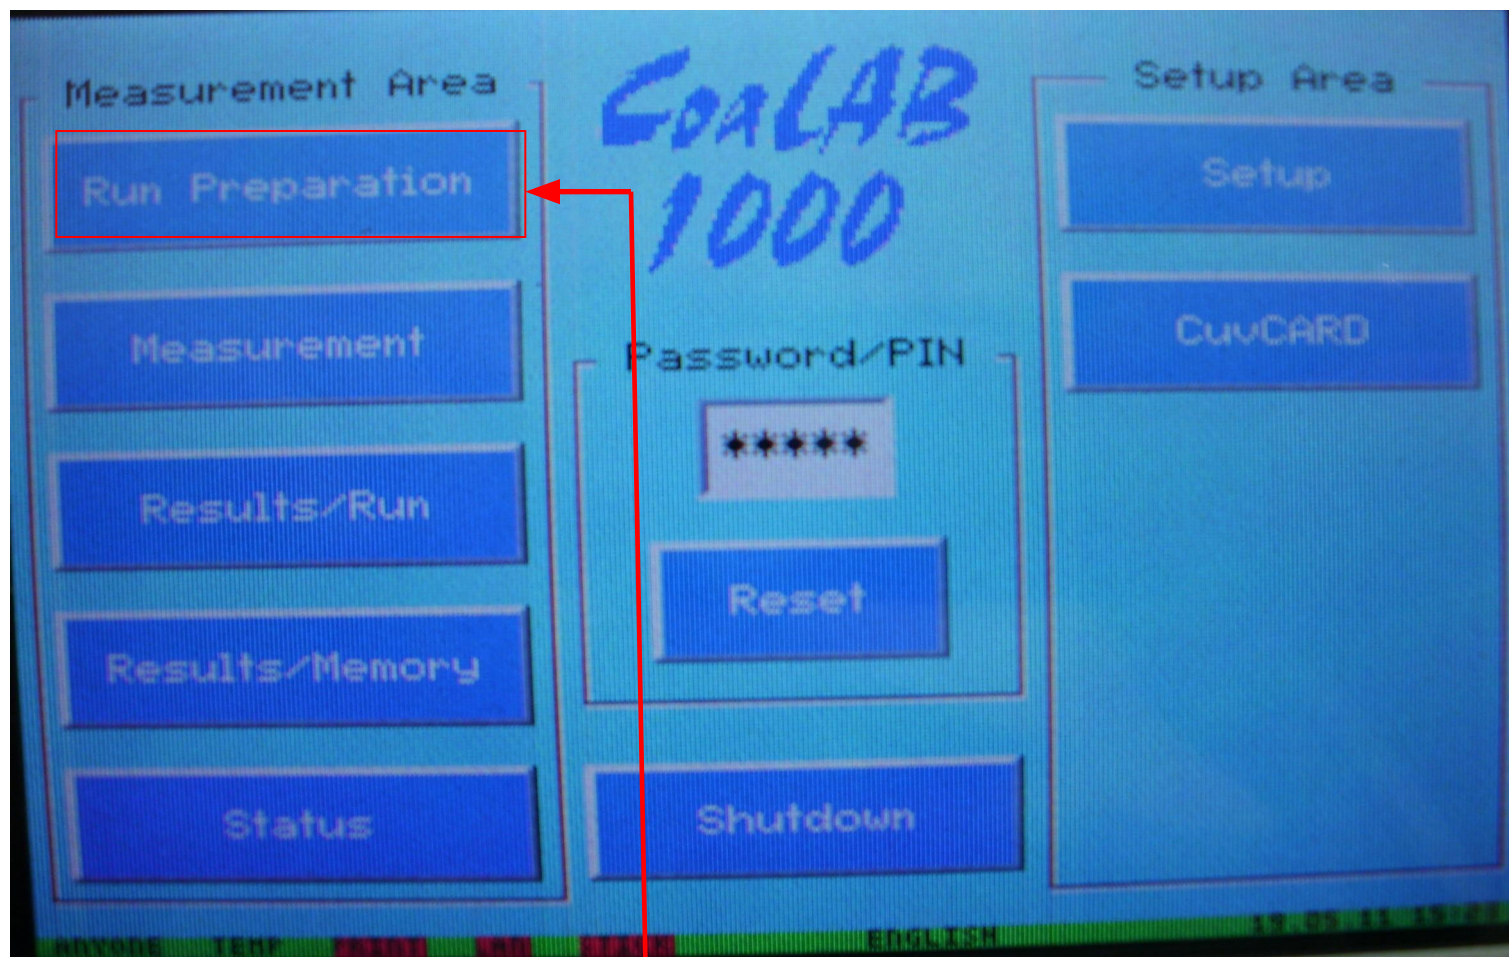 Measurement Area
Run Preparation
Measurement
Results/Run
Results/Memory
Status
CoaLAB
1000
Password/PIN
*****
Reset
Shutdown
Setup Area
Setup
CuvCARD
TEMP
ENGLISH